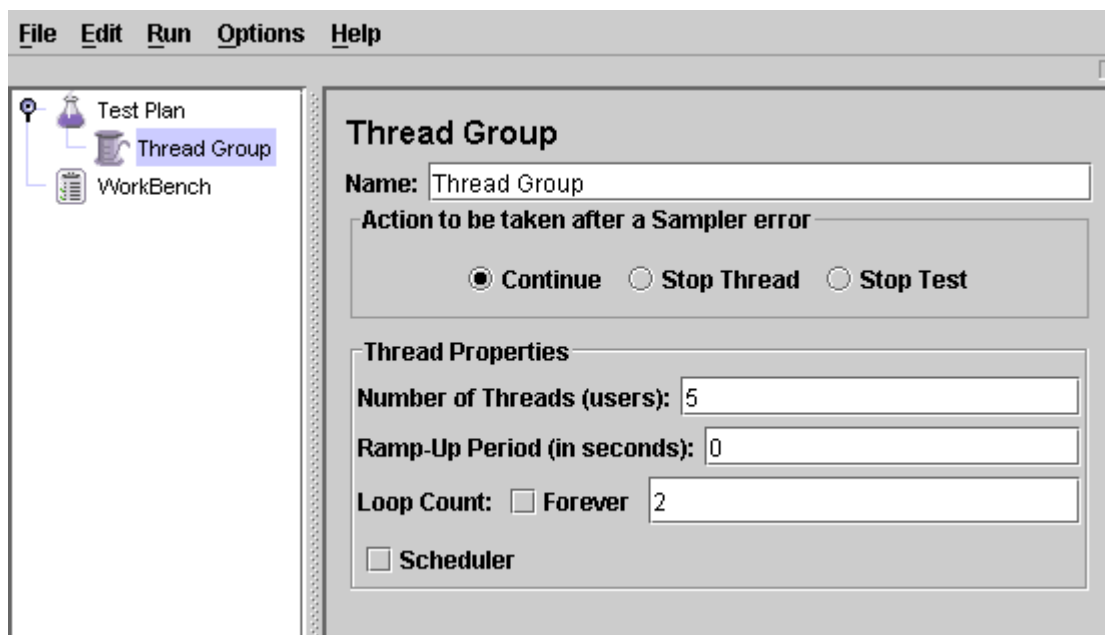 File Edit Run Options Help
Test Plan
Thread Group
WorkBench
Thread Group
Name: Thread Group
Action to be taken after a Sampler error
Continue Stop Thread Stop Test
Thread Properties
Number of Threads (users): 5
Ramp-Up Period (in seconds): 0
Loop Count: Forever 2
Scheduler